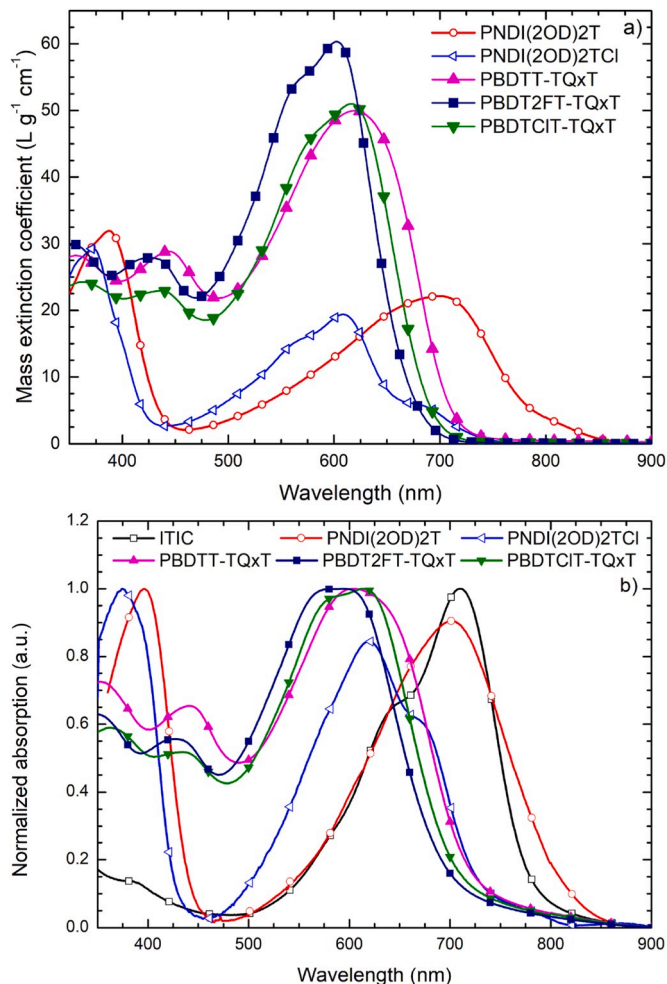 a)
PNDI(2OD)2T
PNDI(2OD)2TCl
PBDTT-TQxT
PBDT2FT-TQxT
PBDTClT-TQxT
Mass extinction coefficient (L g⁻¹ cm⁻¹)
60
50
40
30
20
10
0
400 500 600 700 800 900
Wavelength (nm)
1.2
ITIC PNDI(2OD)2T PNDI(2OD)2TCl
PBDTT-TQxT PBDT2FT-TQxT PBDTClT-TQxT
b)
Normalized absorption (a.u.)
1.0
0.8
0.6
0.4
0.2
0.0
400 500 600 700 800 900
Wavelength (nm)